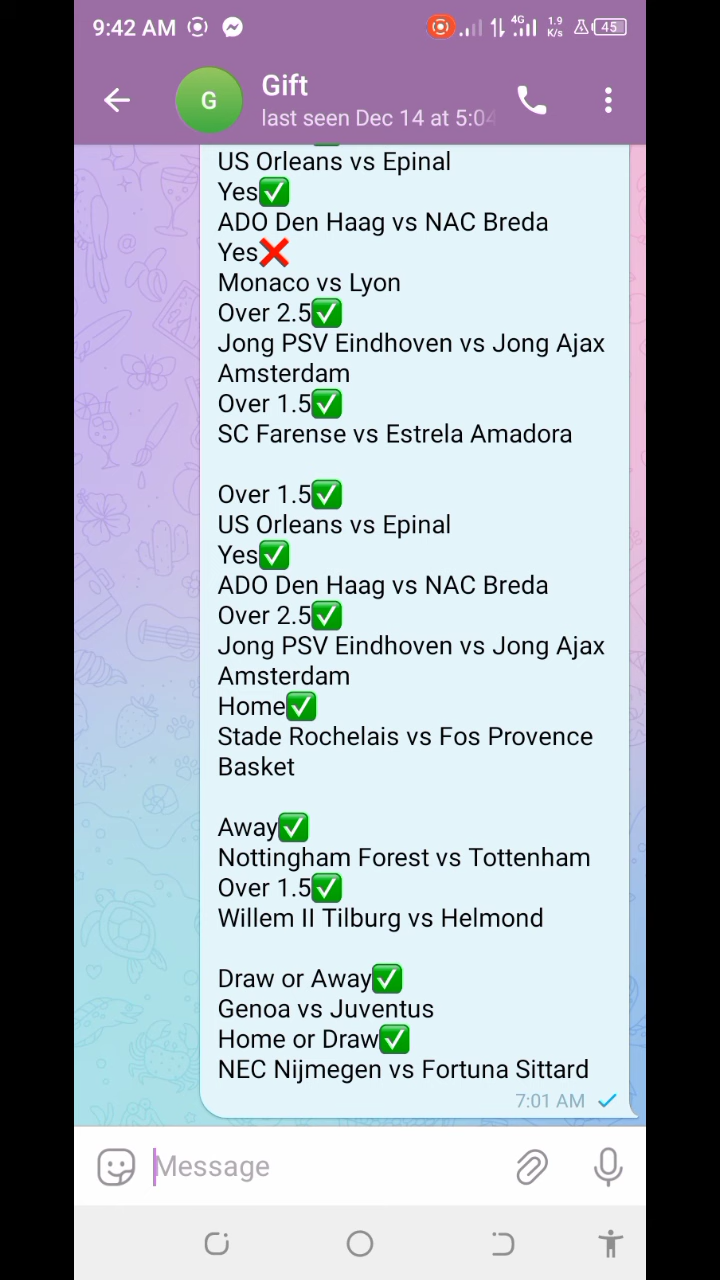 9:42 AM 4G 1.9 K/s 45
G
Gift
last seen Dec 14 at 5:04
US Orleans vs Epinal
Yes✅
ADO Den Haag vs NAC Breda
Yes❌
Monaco vs Lyon
Over 2.5✅
Jong PSV Eindhoven vs Jong Ajax
Amsterdam
Over 1.5✅
SC Farense vs Estrela Amadora
Over 1.5✅
US Orleans vs Epinal
Yes✅
ADO Den Haag vs NAC Breda
Over 2.5✅
Jong PSV Eindhoven vs Jong Ajax
Amsterdam
Home✅
Stade Rochelais vs Fos Provence
Basket
Away✅
Nottingham Forest vs Tottenham
Over 1.5✅
Willem II Tilburg vs Helmond
Draw or Away✅
Genoa vs Juventus
Home or Draw✅
NEC Nijmegen vs Fortuna Sittard
7:01 AM
Message